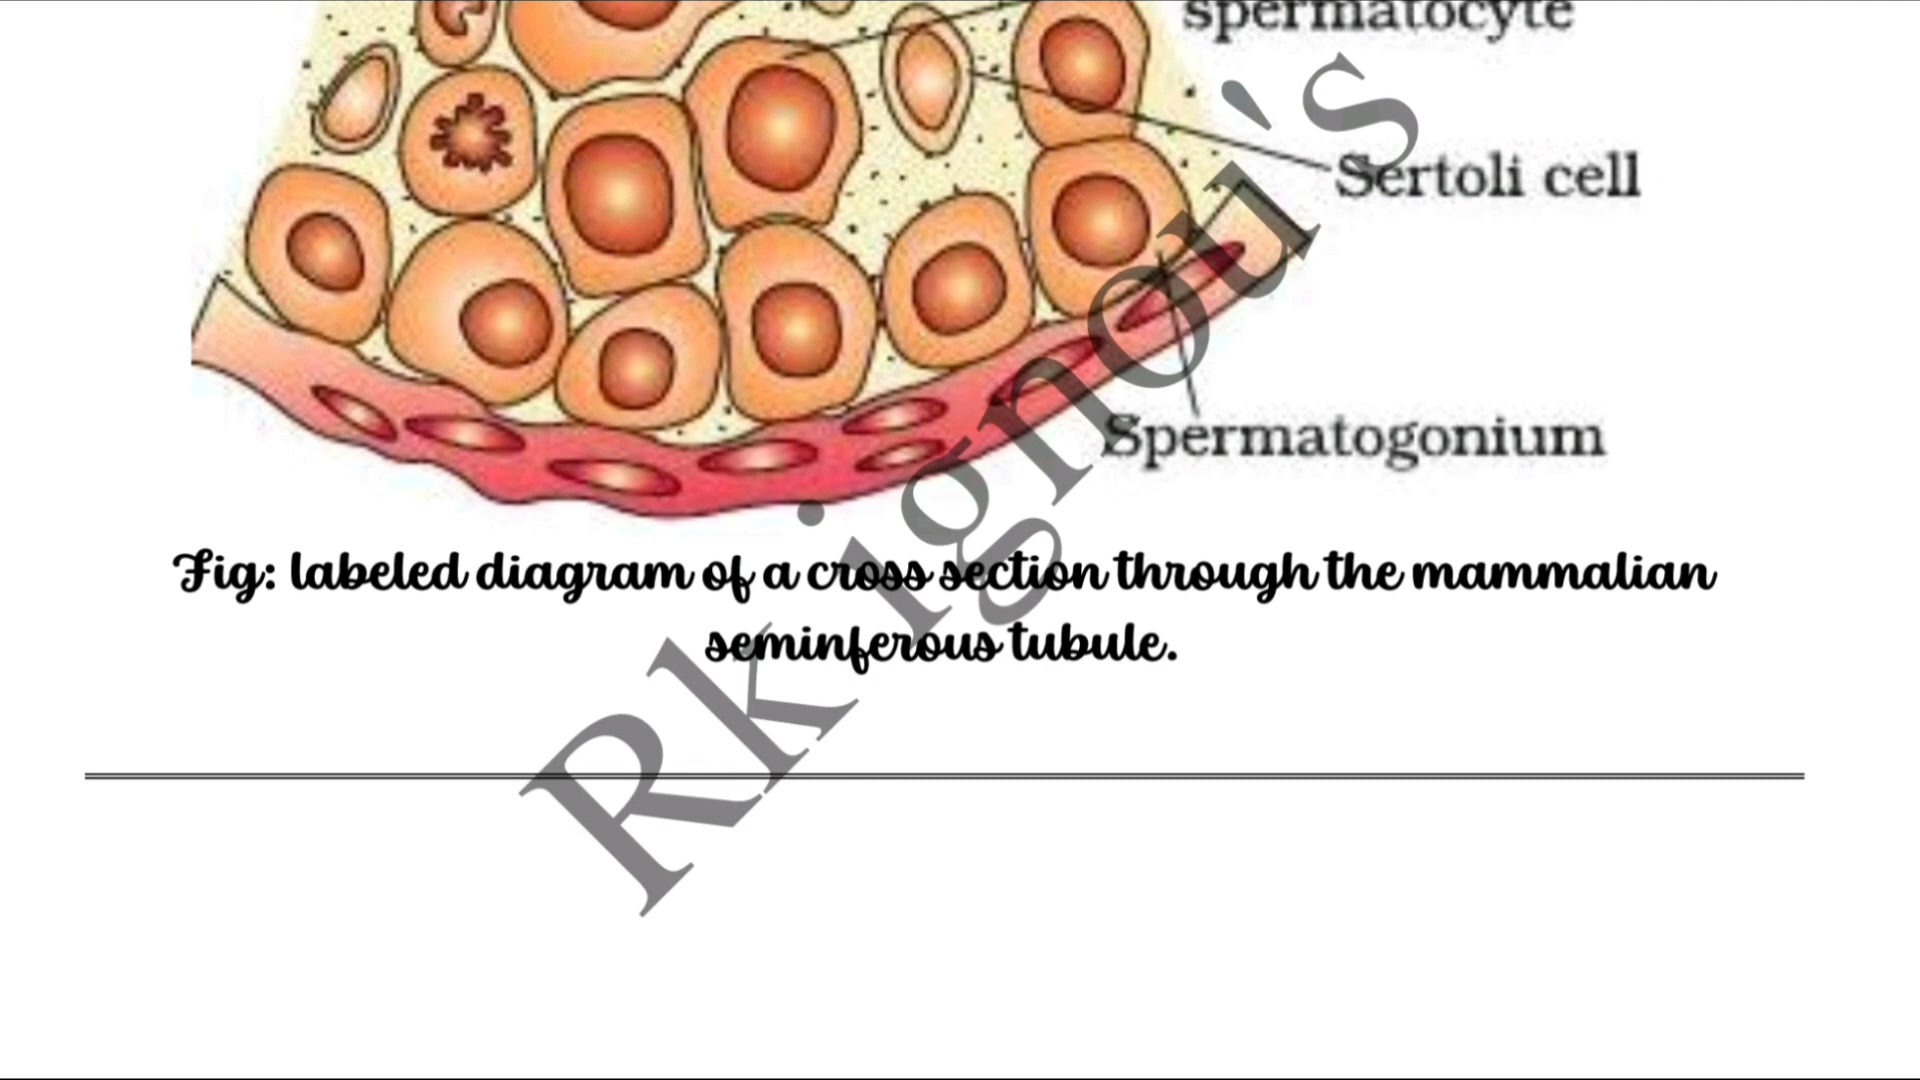 spermatocyte
Sertoli cell
Spermatogonium
Fig: labeled diagram of a cross section through the mammalian
seminferous tubule.
Rk ignou's